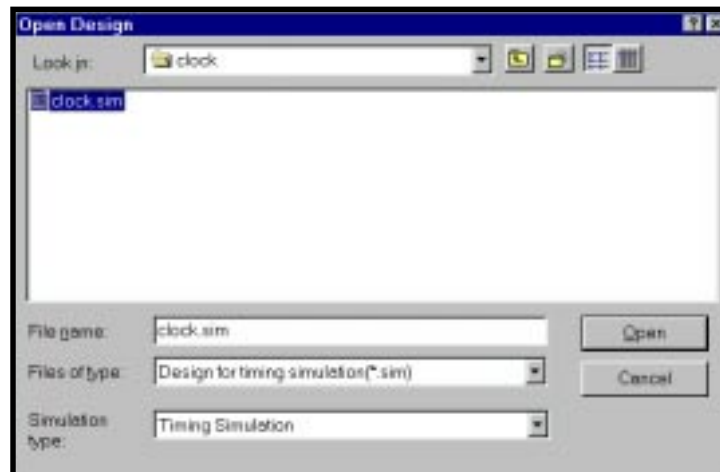 Open Design
Look in: clock
clock.sim
File name: clock.sim Open
Files of type: Design for timing simulation(*.sim) Cancel
Simulation type: Timing Simulation